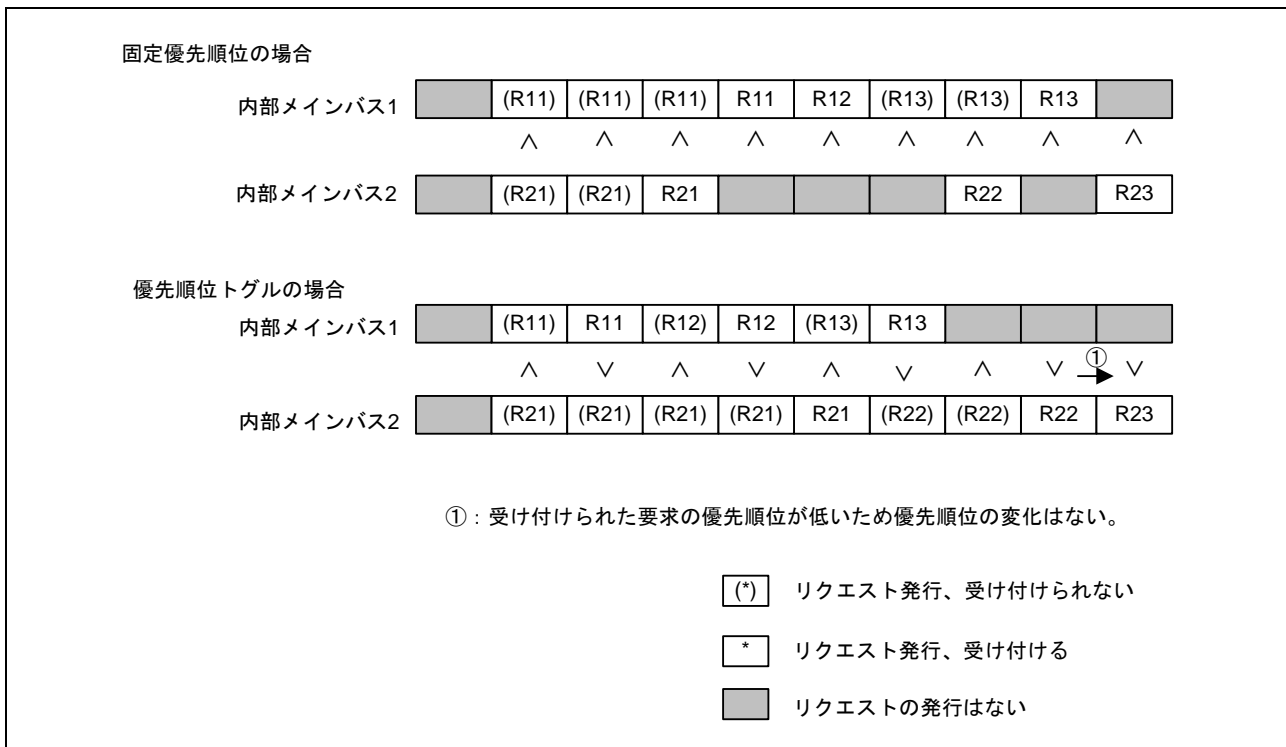 固定優先順位の場合
内部メインバス1 (R11) (R11) (R11) R11 R12 (R13) (R13) R13
∧ ∧ ∧ ∧ ∧ ∧ ∧ ∧ ∧
内部メインバス2 (R21) (R21) R21 R22 R23
優先順位トグルの場合
内部メインバス1 (R11) R11 (R12) R12 (R13) R13
∧ ∨ ∧ ∨ ∧ ∨ ∧ ∨ ① ∨
内部メインバス2 (R21) (R21) (R21) (R21) R21 (R22) (R22) R22 R23
①：受け付けられた要求の優先順位が低いため優先順位の変化はない。
(*) リクエスト発行、受け付けられない
* リクエスト発行、受け付ける
リクエストの発行はない